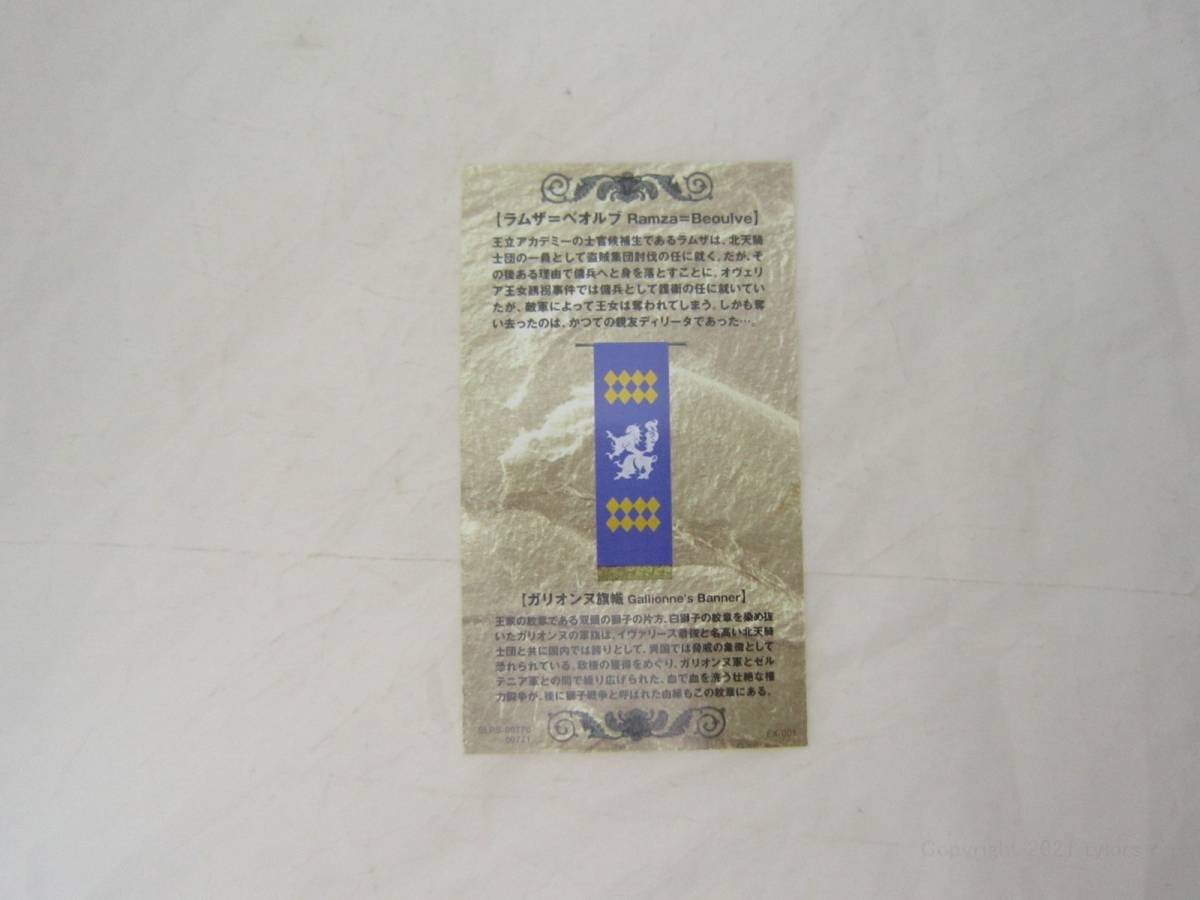 【ラムザ=ベオルブ Ramza=Beoulve】
王立アカデミーの士官候補生であるラムザは、北天騎
士団の一員として盗賊集団討伐の任に就く。だが、そ
の後ある理由で傭兵へと身を落とすことに。オヴェリ
ア王女誘拐事件では傭兵として護衛の任に就いてい
たが、敵軍によって王女は奪われてしまう。しかも奪
い去ったのは、かつての親友ディリータであった…。
【ガリオンヌ旗幟 Gallionne's Banner】
王家の紋章である双頭の獅子の片方、白獅子の紋章を染め抜
いたガリオンヌの軍旗は、イヴァリース最強と名高い北天騎
士団と共に国内では誇りとして、異国では脅威の象徴として
恐れられている。政権の獲得をめぐり、ガリオンヌ軍とゼル
テニア軍との間で繰り広げられた、血で血を洗う壮絶な権
力闘争が、後に獅子戦争と呼ばれた由縁もこの紋章にある。
SLPS-00770
00771
EX-001
Copyright 2021 Lylors